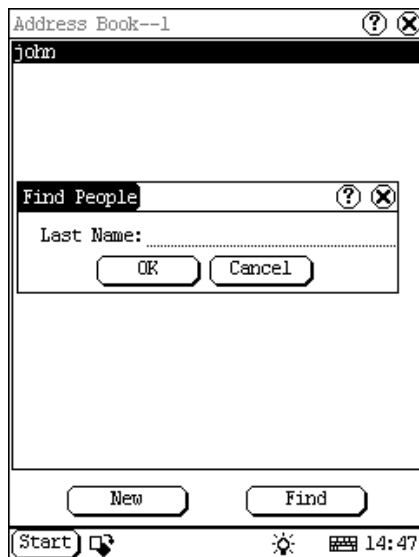 Address Book--1
john
Find People
Last Name:
OK Cancel
New Find
Start 14:47